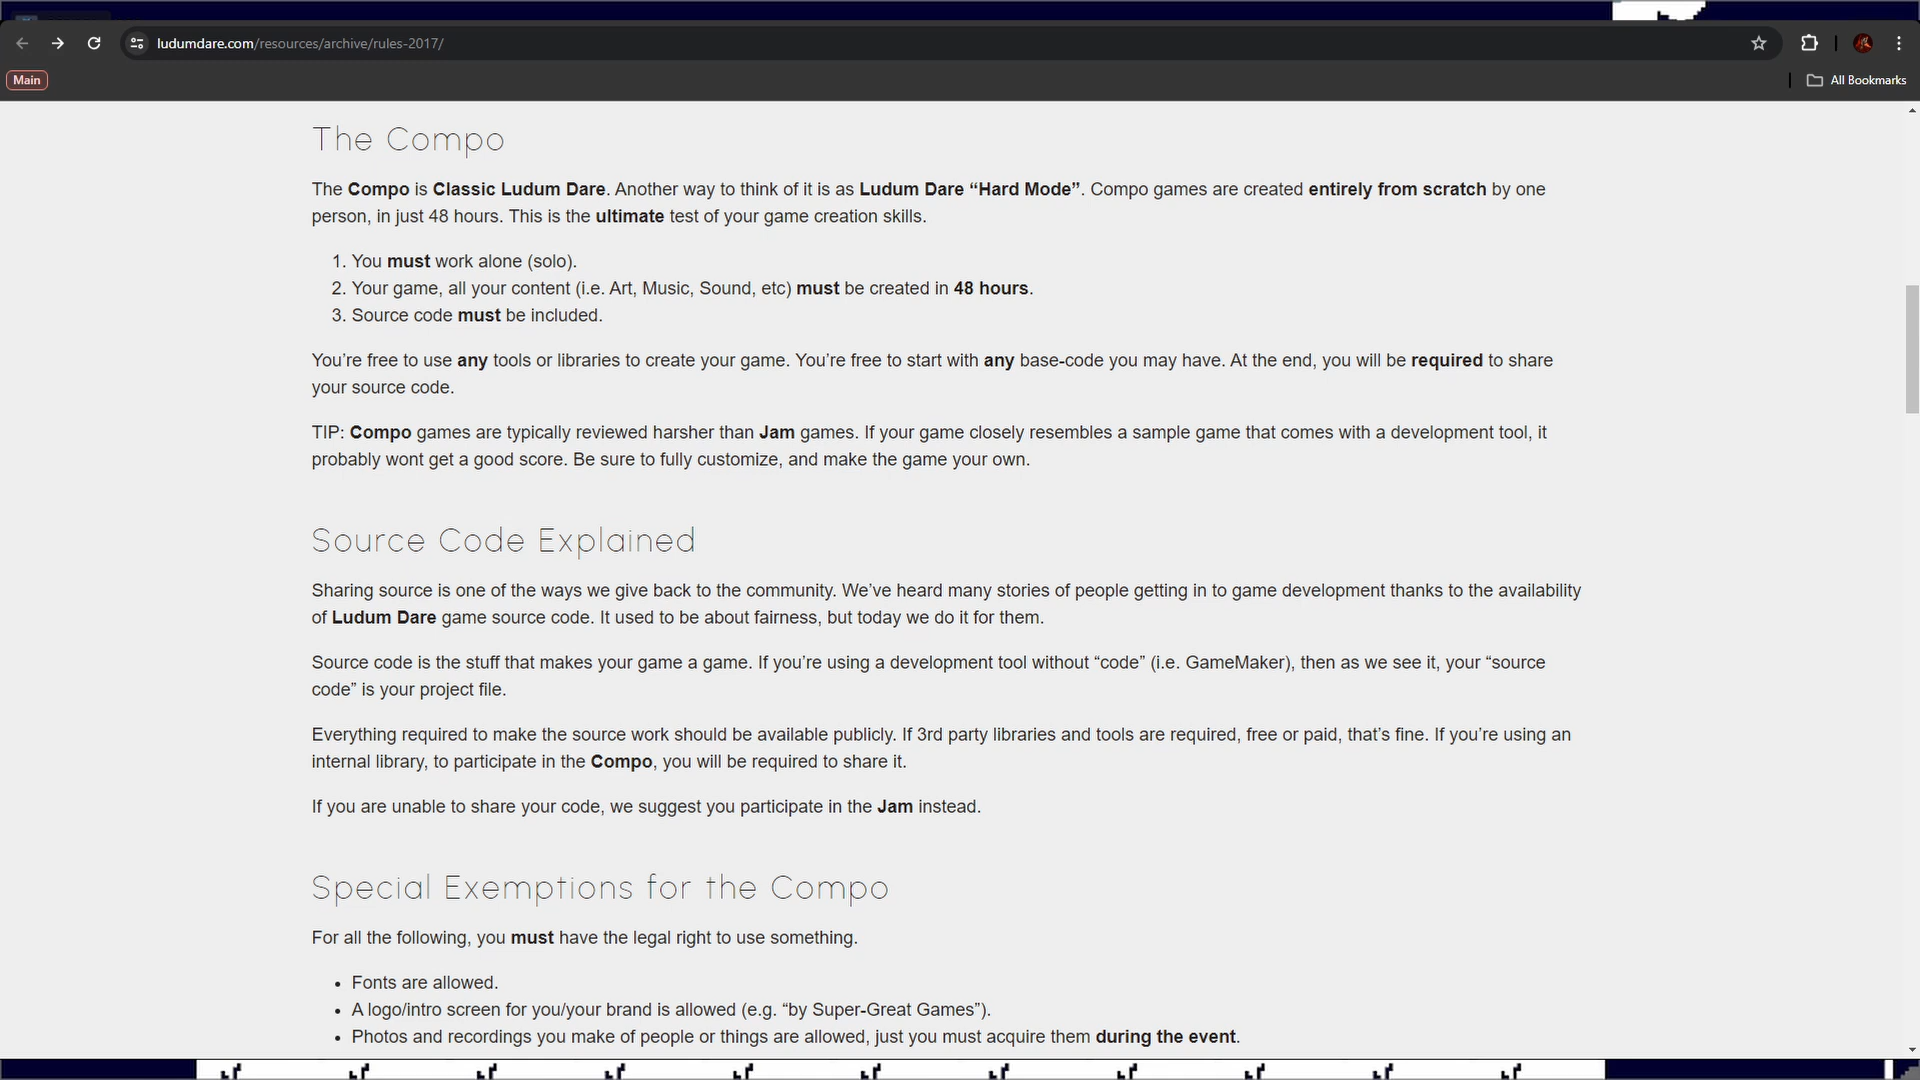 ludumdare.com/resources/archive/rules-2017/
Main
All Bookmarks
The Compo
The Compo is Classic Ludum Dare. Another way to think of it is as Ludum Dare “Hard Mode”. Compo games are created entirely from scratch by one
person, in just 48 hours. This is the ultimate test of your game creation skills.
1. You must work alone (solo).
2. Your game, all your content (i.e. Art, Music, Sound, etc) must be created in 48 hours.
3. Source code must be included.
You’re free to use any tools or libraries to create your game. You’re free to start with any base-code you may have. At the end, you will be required to share
your source code.
TIP: Compo games are typically reviewed harsher than Jam games. If your game closely resembles a sample game that comes with a development tool, it
probably wont get a good score. Be sure to fully customize, and make the game your own.
Source Code Explained
Sharing source is one of the ways we give back to the community. We’ve heard many stories of people getting in to game development thanks to the availability
of Ludum Dare game source code. It used to be about fairness, but today we do it for them.
Source code is the stuff that makes your game a game. If you’re using a development tool without “code” (i.e. GameMaker), then as we see it, your “source
code” is your project file.
Everything required to make the source work should be available publicly. If 3rd party libraries and tools are required, free or paid, that’s fine. If you’re using an
internal library, to participate in the Compo, you will be required to share it.
If you are unable to share your code, we suggest you participate in the Jam instead.
Special Exemptions for the Compo
For all the following, you must have the legal right to use something.
• Fonts are allowed.
• A logo/intro screen for you/your brand is allowed (e.g. “by Super-Great Games”).
• Photos and recordings you make of people or things are allowed, just you must acquire them during the event.